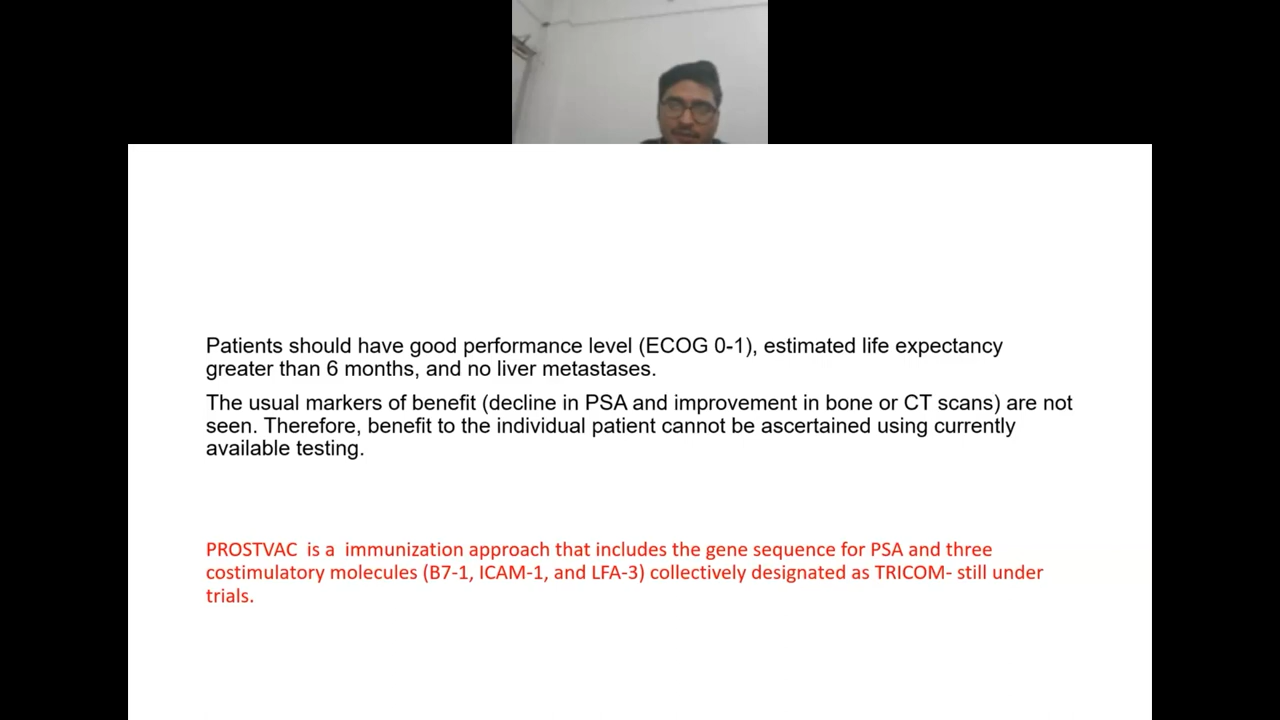 Patients should have good performance level (ECOG 0-1), estimated life expectancy
greater than 6 months, and no liver metastases.
The usual markers of benefit (decline in PSA and improvement in bone or CT scans) are not
seen. Therefore, benefit to the individual patient cannot be ascertained using currently
available testing.
PROSTVAC is a immunization approach that includes the gene sequence for PSA and three
costimulatory molecules (B7-1, ICAM-1, and LFA-3) collectively designated as TRICOM- still under
trials.